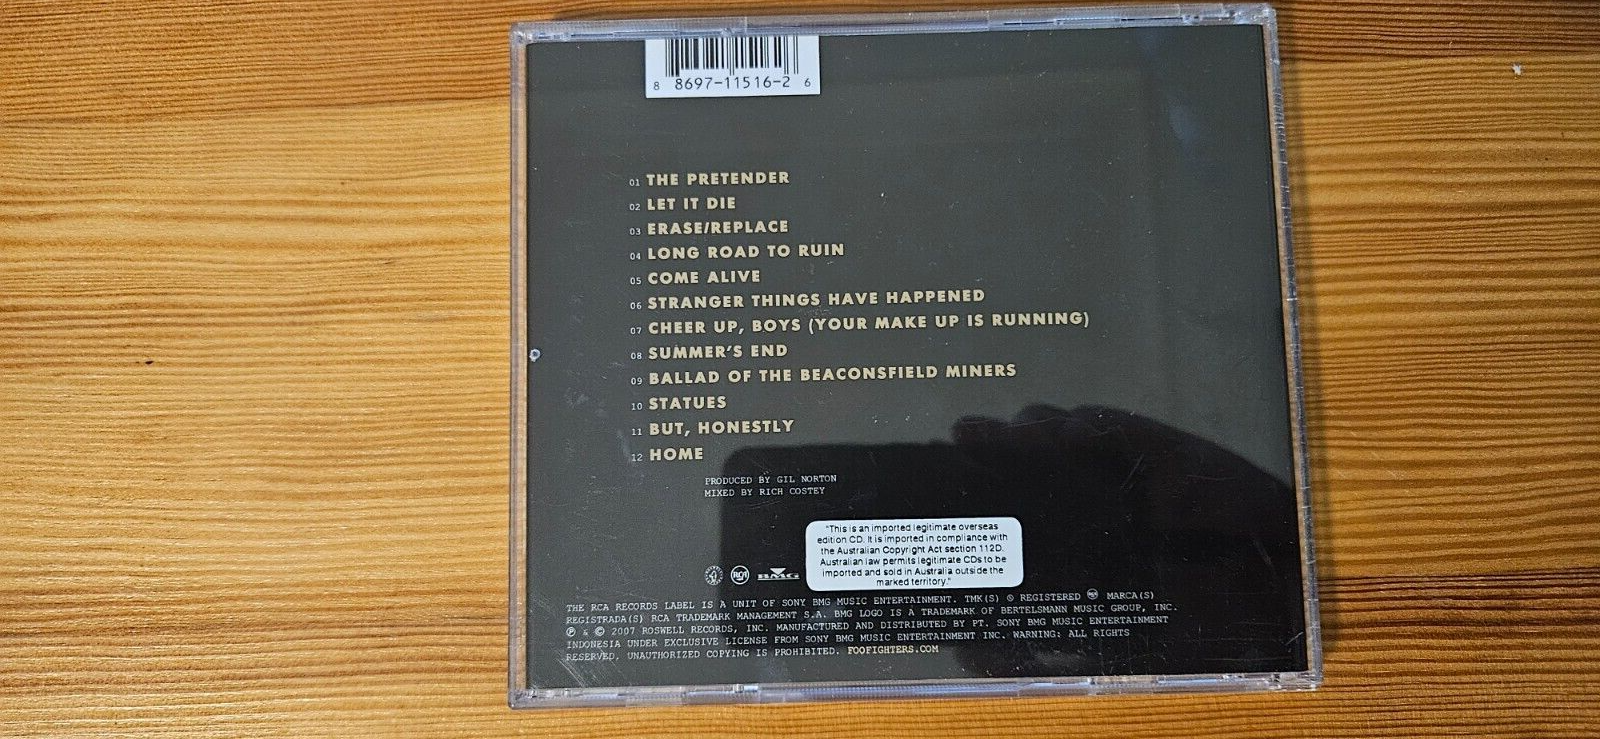 8 8697-11516-2 6
01 THE PRETENDER
02 LET IT DIE
03 ERASE/REPLACE
04 LONG ROAD TO RUIN
05 COME ALIVE
06 STRANGER THINGS HAVE HAPPENED
07 CHEER UP, BOYS (YOUR MAKE UP IS RUNNING)
08 SUMMER'S END
09 BALLAD OF THE BEACONSFIELD MINERS
10 STATUES
11 BUT, HONESTLY
12 HOME
PRODUCED BY GIL NORTON
MIXED BY RICH COSTEY
"This is an imported legitimate overseas
edition CD. It is imported in compliance with
the Australian Copyright Act section 112D.
Australian law permits legitimate CDs to be
imported and sold in Australia outside the
marked territory."
RCA
BMG
THE RCA RECORDS LABEL IS A UNIT OF SONY BMG MUSIC ENTERTAINMENT. TMK(S) ® REGISTERED MARCA(S)
REGISTRADA(S) RCA TRADEMARK MANAGEMENT S.A. BMG LOGO IS A TRADEMARK OF BERTELSMANN MUSIC GROUP, INC.
℗ & © 2007 ROSWELL RECORDS, INC. MANUFACTURED AND DISTRIBUTED BY PT. SONY BMG MUSIC ENTERTAINMENT
INDONESIA UNDER EXCLUSIVE LICENSE FROM SONY BMG MUSIC ENTERTAINMENT INC. WARNING: ALL RIGHTS
RESERVED. UNAUTHORIZED COPYING IS PROHIBITED. FOOFIGHTERS.COM